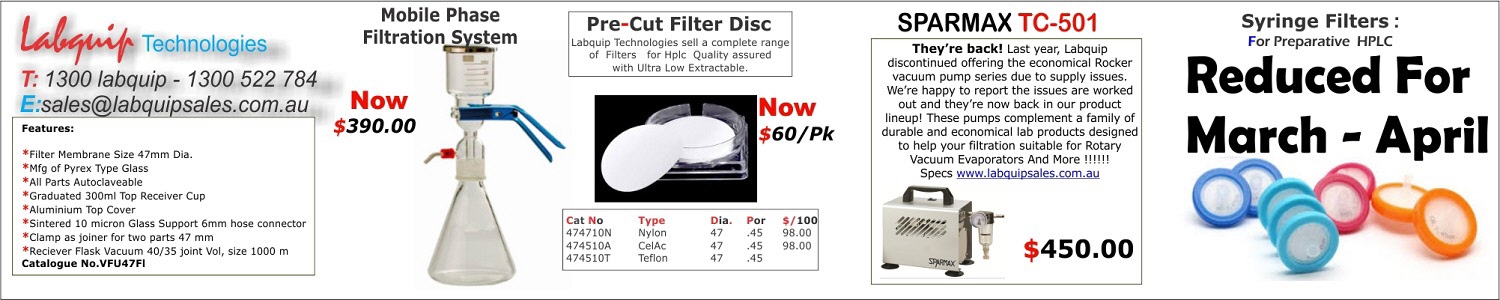 Labquip Technologies
T: 1300 labquip - 1300 522 784
E:sales@labquipsales.com.au
Features:
*Filter Membrane Size 47mm Dia.
*Mfg of Pyrex Type Glass
*All Parts Autoclaveable
*Graduated 300ml Top Receiver Cup
*Aluminium Top Cover
*Sintered 10 micron Glass Support 6mm hose connector
*Clamp as joiner for two parts 47 mm
*Reciever Flask Vacuum 40/35 joint Vol, size 1000 m
Catalogue No.VFU47Fl
Mobile Phase
Filtration System
Now
$390.00
Pre-Cut Filter Disc
Labquip Technologies sell a complete range
of Filters for Hplc Quality assured
with Ultra Low Extractable.
Now
$60/Pk
Cat No Type Dia. Por $/100
474710N Nylon 47 .45 98.00
474510A CelAc 47 .45 98.00
474510T Teflon 47 .45
SPARMAX TC-501
They're back! Last year, Labquip
discontinued offering the economical Rocker
vacuum pump series due to supply issues.
We're happy to report the issues are worked
out and they're now back in our product
lineup! These pumps complement a family of
durable and economical lab products designed
to help your filtration suitable for Rotary
Vacuum Evaporators And More !!!!!!
Specs www.labquipsales.com.au
SPARMAX
$450.00
Syringe Filters :
For Preparative HPLC
Reduced For
March - April